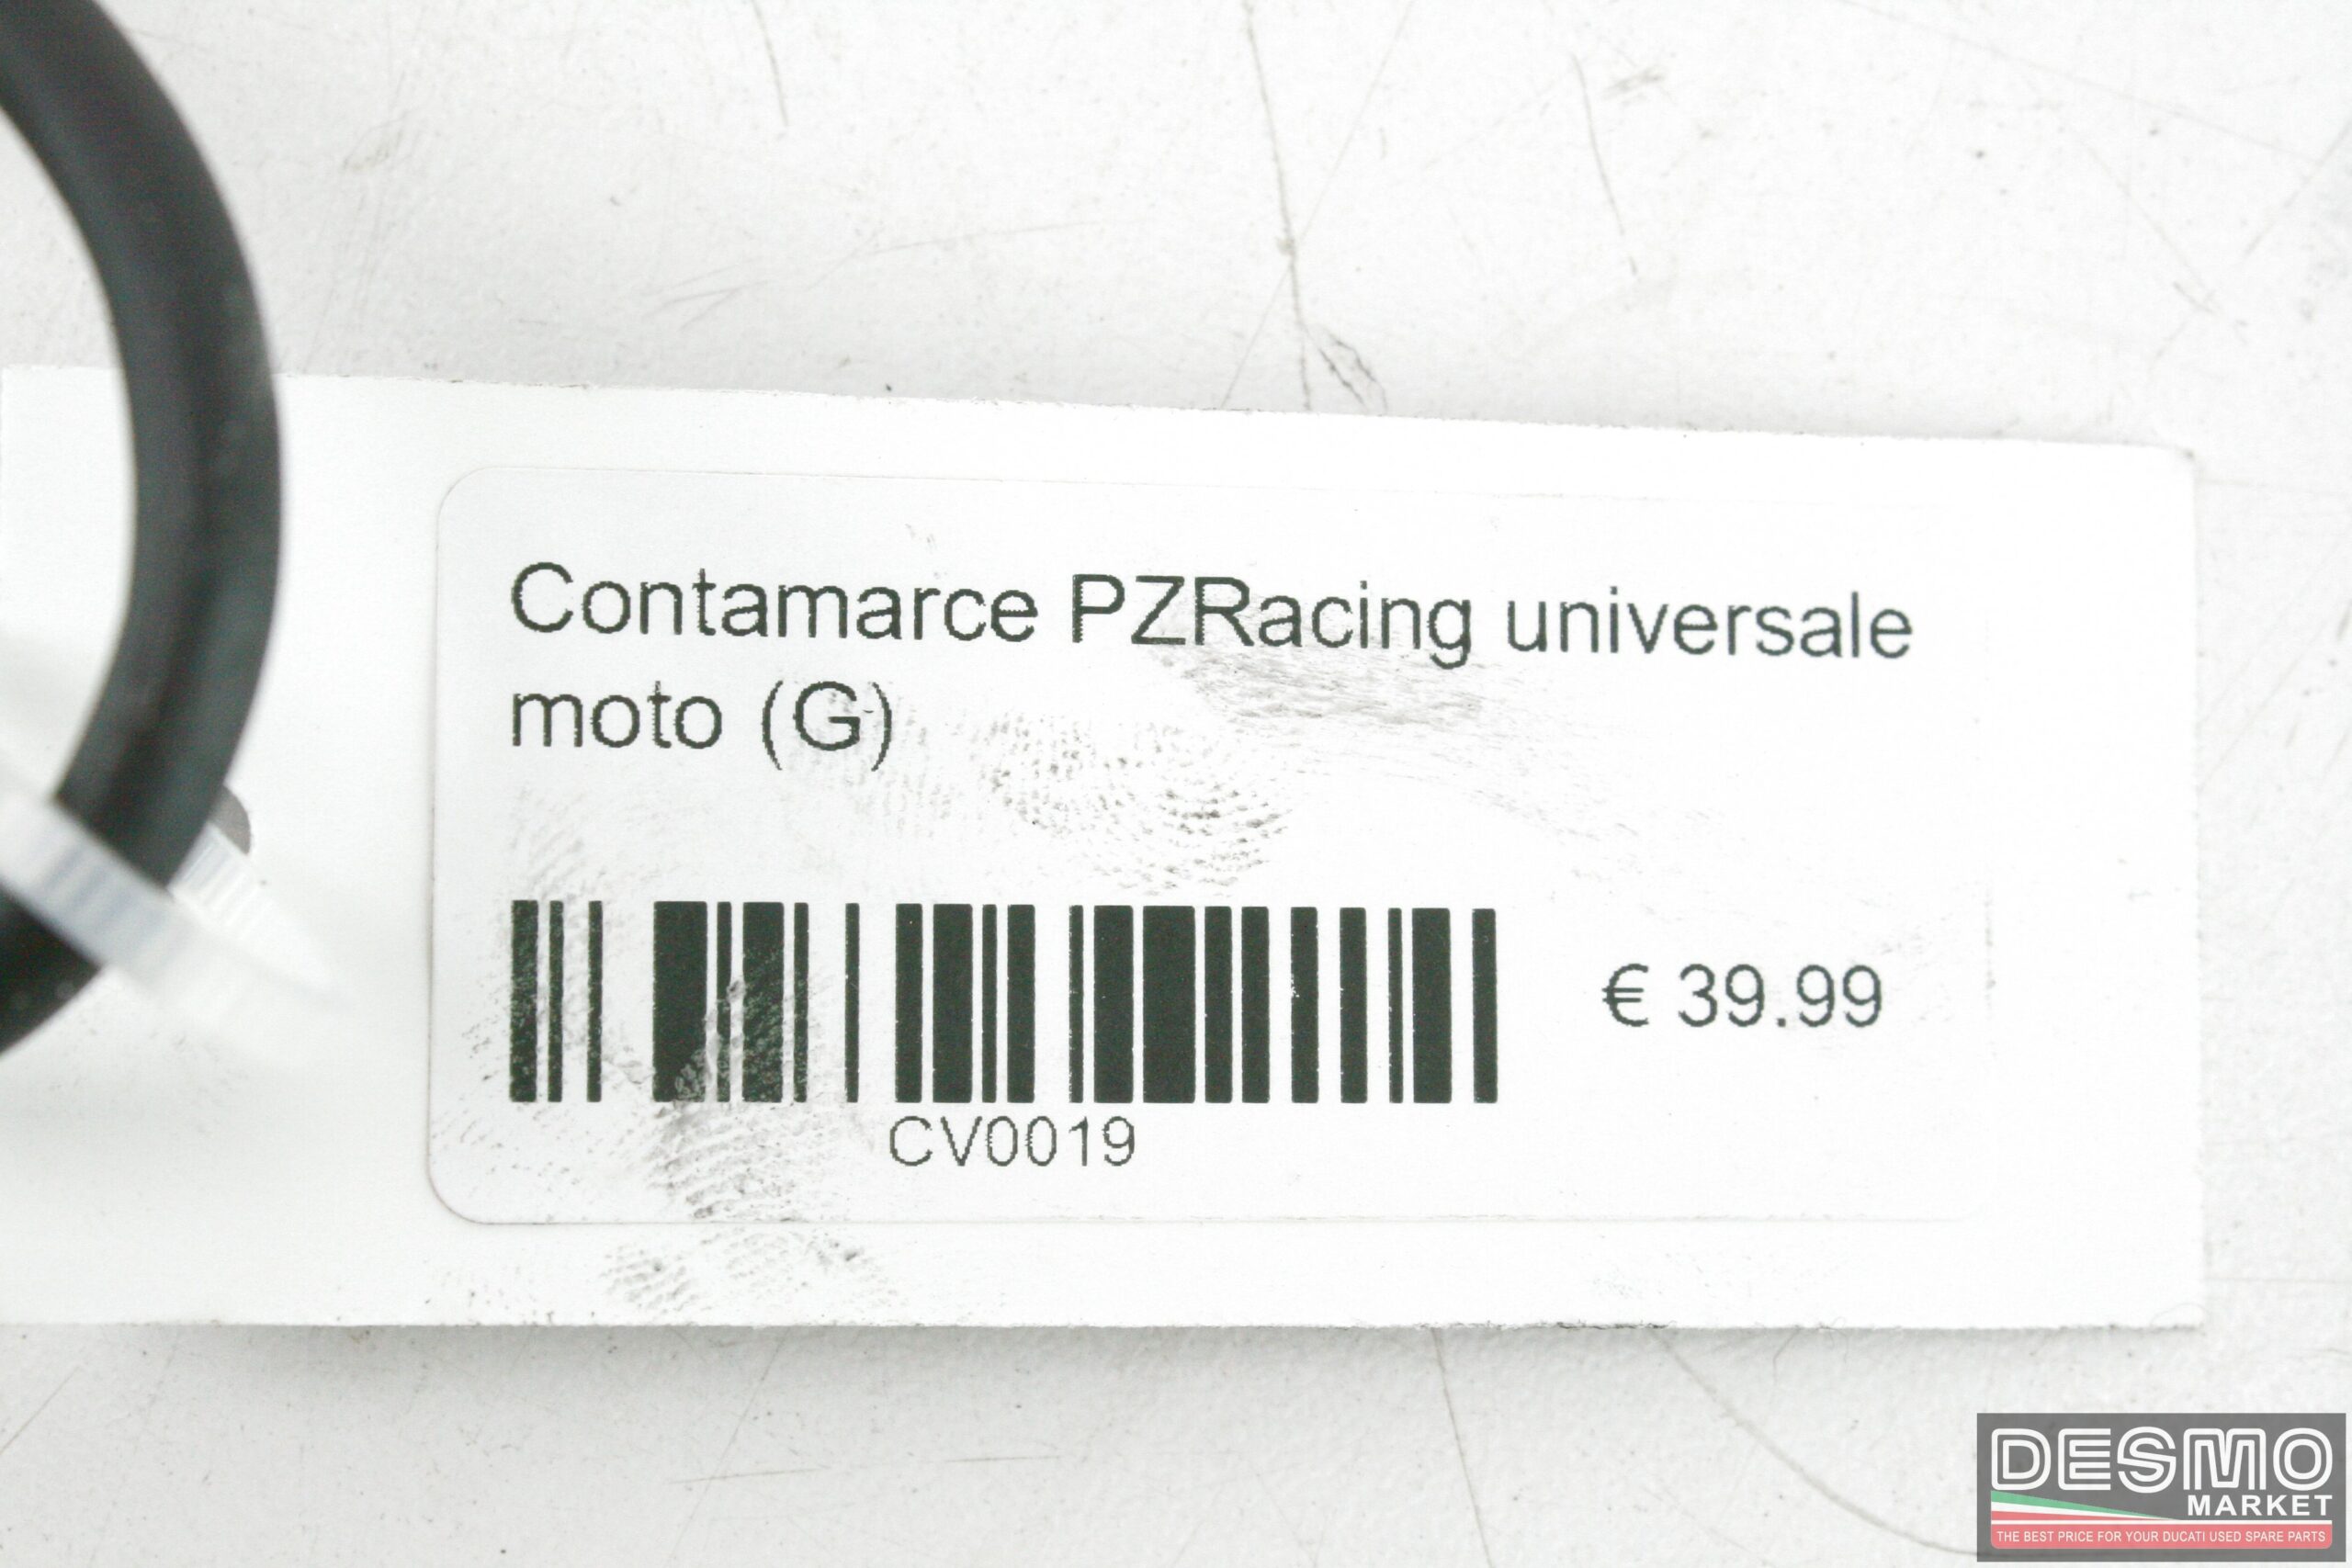 Contamarce PZRacing universale
moto (G)
€ 39.99
CV0019
DESMO
MARKET
THE BEST PRICE FOR YOUR DUCATI USED SPARE PARTS